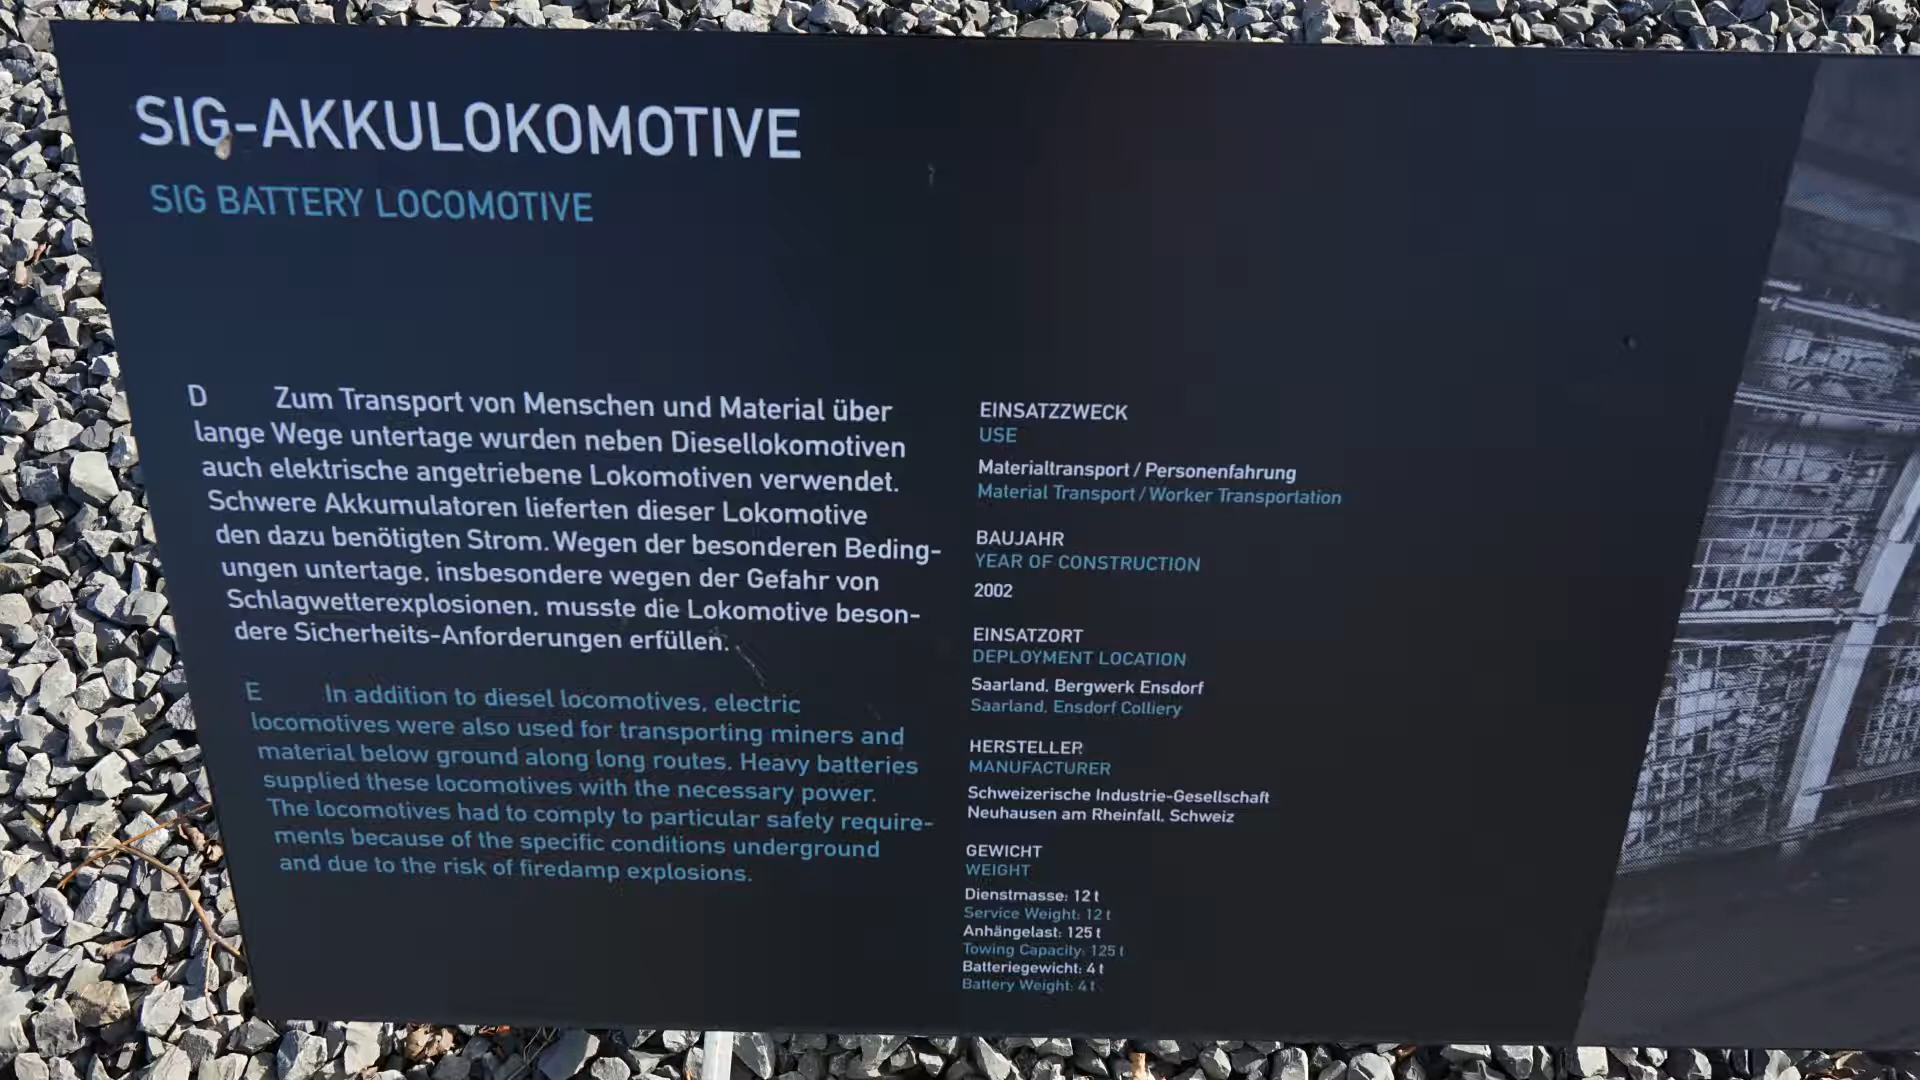 SIG-AKKULOKOMOTIVE
SIG BATTERY LOCOMOTIVE
D Zum Transport von Menschen und Material über
lange Wege untertage wurden neben Diesellokomotiven
auch elektrische angetriebene Lokomotiven verwendet.
Schwere Akkumulatoren lieferten dieser Lokomotive
den dazu benötigten Strom. Wegen der besonderen Beding-
ungen untertage, insbesondere wegen der Gefahr von
Schlagwetterexplosionen, musste die Lokomotive beson-
dere Sicherheits-Anforderungen erfüllen.
E In addition to diesel locomotives, electric
locomotives were also used for transporting miners and
material below ground along long routes. Heavy batteries
supplied these locomotives with the necessary power.
The locomotives had to comply to particular safety require-
ments because of the specific conditions underground
and due to the risk of firedamp explosions.
EINSATZZWECK
USE
Materialtransport / Personenfahrung
Material Transport / Worker Transportation
BAUJAHR
YEAR OF CONSTRUCTION
2002
EINSATZORT
DEPLOYMENT LOCATION
Saarland, Bergwerk Ensdorf
Saarland, Ensdorf Colliery
HERSTELLER
MANUFACTURER
Schweizerische Industrie-Gesellschaft
Neuhausen am Rheinfall, Schweiz
GEWICHT
WEIGHT
Dienstmasse: 12 t
Service Weight: 12 t
Anhängelast: 125 t
Towing Capacity: 125 t
Batteriegewicht: 4 t
Battery Weight: 4 t